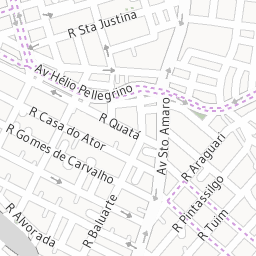 R Sta Justina
Av Hélio Pellegrino
R Quatá
Av Sto. Amaro
R Casa do Ator
R Gomes de Carvalho
R Araguari
R Pintassilgo
R Tuim
R Baluarte
R Alvorada